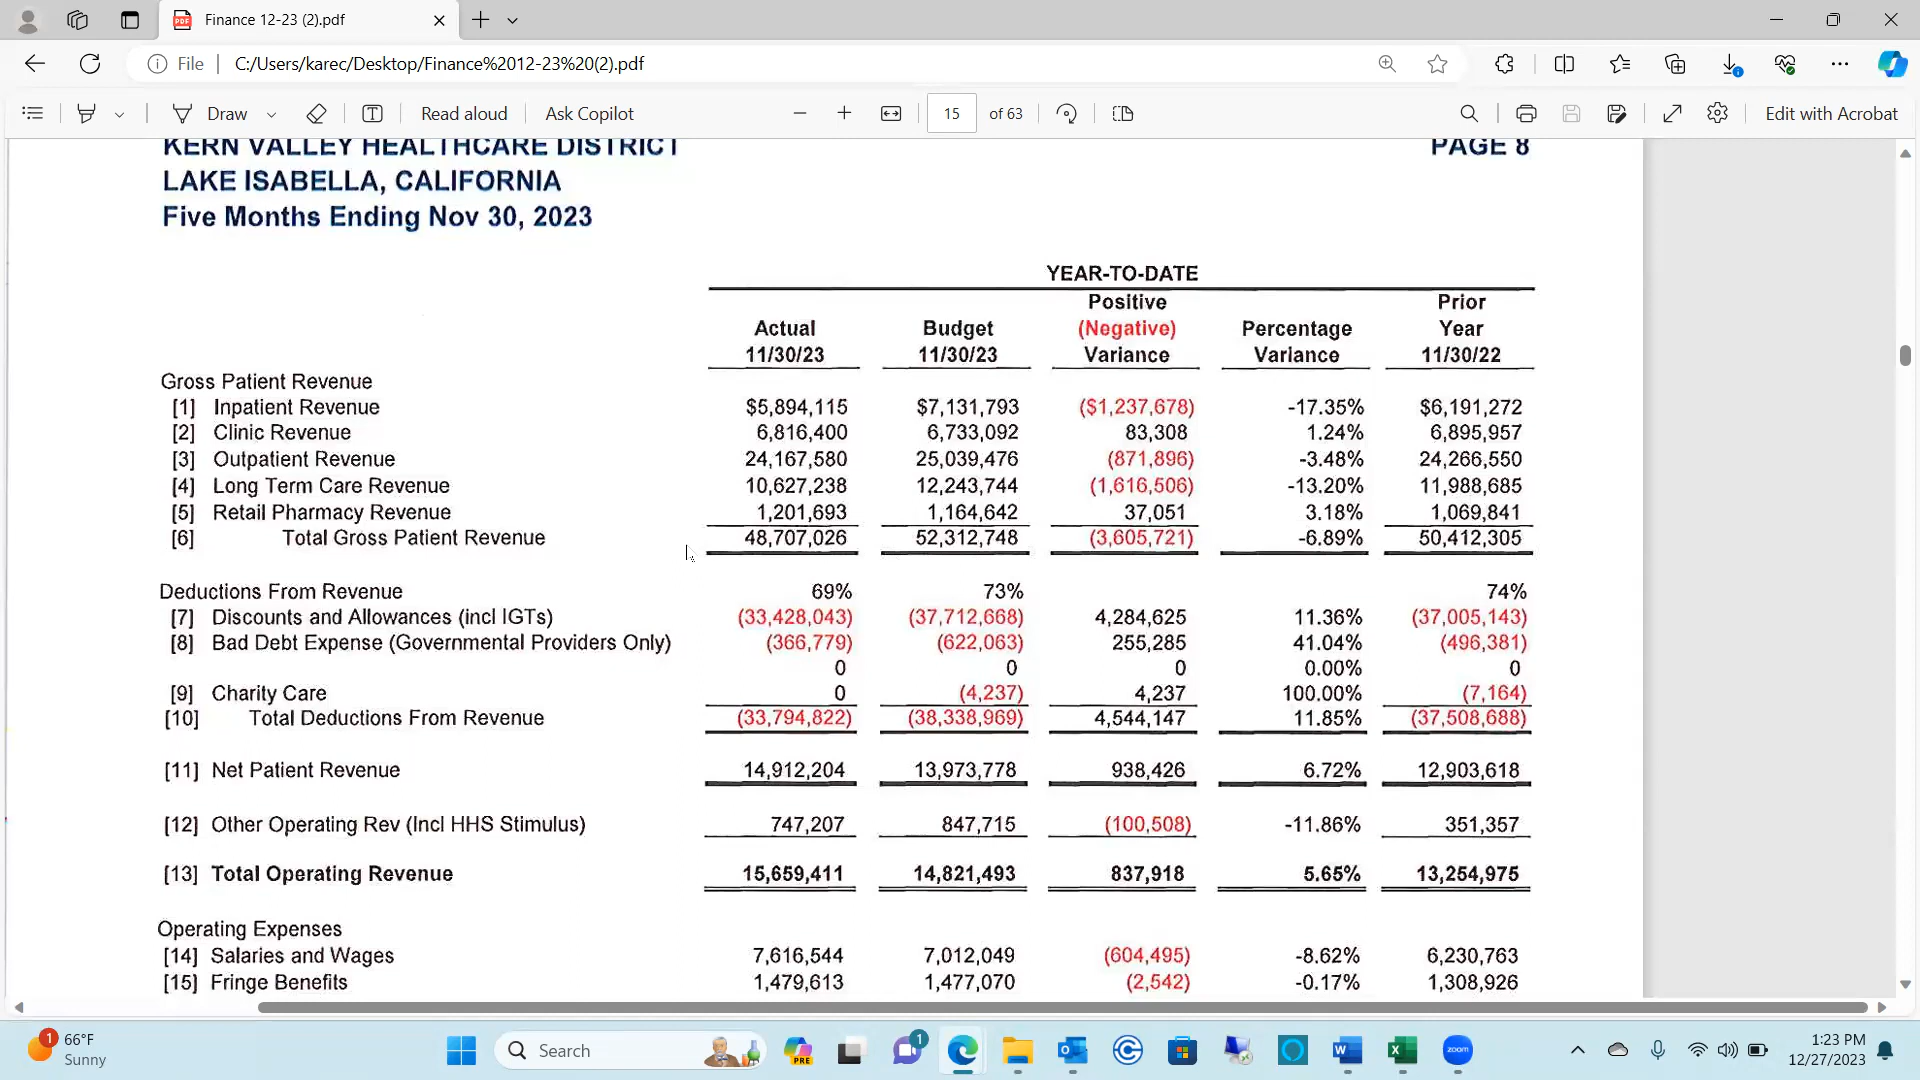 Finance 12-23 (2).pdf
File C:/Users/karec/Desktop/Finance%2012-23%20(2).pdf
Draw Read aloud Ask Copilot 15 of 63 Edit with Acrobat
KERN VALLEY HEALTHCARE DISTRICT PAGE 8
LAKE ISABELLA, CALIFORNIA
Five Months Ending Nov 30, 2023
YEAR-TO-DATE
Positive Prior
Actual Budget (Negative) Percentage Year
11/30/23 11/30/23 Variance Variance 11/30/22
Gross Patient Revenue
[1] Inpatient Revenue $5,894,115 $7,131,793 ($1,237,678) -17.35% $6,191,272
[2] Clinic Revenue 6,816,400 6,733,092 83,308 1.24% 6,895,957
[3] Outpatient Revenue 24,167,580 25,039,476 (871,896) -3.48% 24,266,550
[4] Long Term Care Revenue 10,627,238 12,243,744 (1,616,506) -13.20% 11,988,685
[5] Retail Pharmacy Revenue 1,201,693 1,164,642 37,051 3.18% 1,069,841
[6] Total Gross Patient Revenue 48,707,026 52,312,748 (3,605,721) -6.89% 50,412,305
Deductions From Revenue 69% 73% 74%
[7] Discounts and Allowances (incl IGTs) (33,428,043) (37,712,668) 4,284,625 11.36% (37,005,143)
[8] Bad Debt Expense (Governmental Providers Only) (366,779) (622,063) 255,285 41.04% (496,381)
0 0 0 0.00% 0
[9] Charity Care 0 (4,237) 4,237 100.00% (7,164)
[10] Total Deductions From Revenue (33,794,822) (38,338,969) 4,544,147 11.85% (37,508,688)
[11] Net Patient Revenue 14,912,204 13,973,778 938,426 6.72% 12,903,618
[12] Other Operating Rev (Incl HHS Stimulus) 747,207 847,715 (100,508) -11.86% 351,357
[13] Total Operating Revenue 15,659,411 14,821,493 837,918 5.65% 13,254,975
Operating Expenses
[14] Salaries and Wages 7,616,544 7,012,049 (604,495) -8.62% 6,230,763
[15] Fringe Benefits 1,479,613 1,477,070 (2,542) -0.17% 1,308,926
1 66°F
Sunny
Search
PRE
1
zoom
1:23 PM
12/27/2023